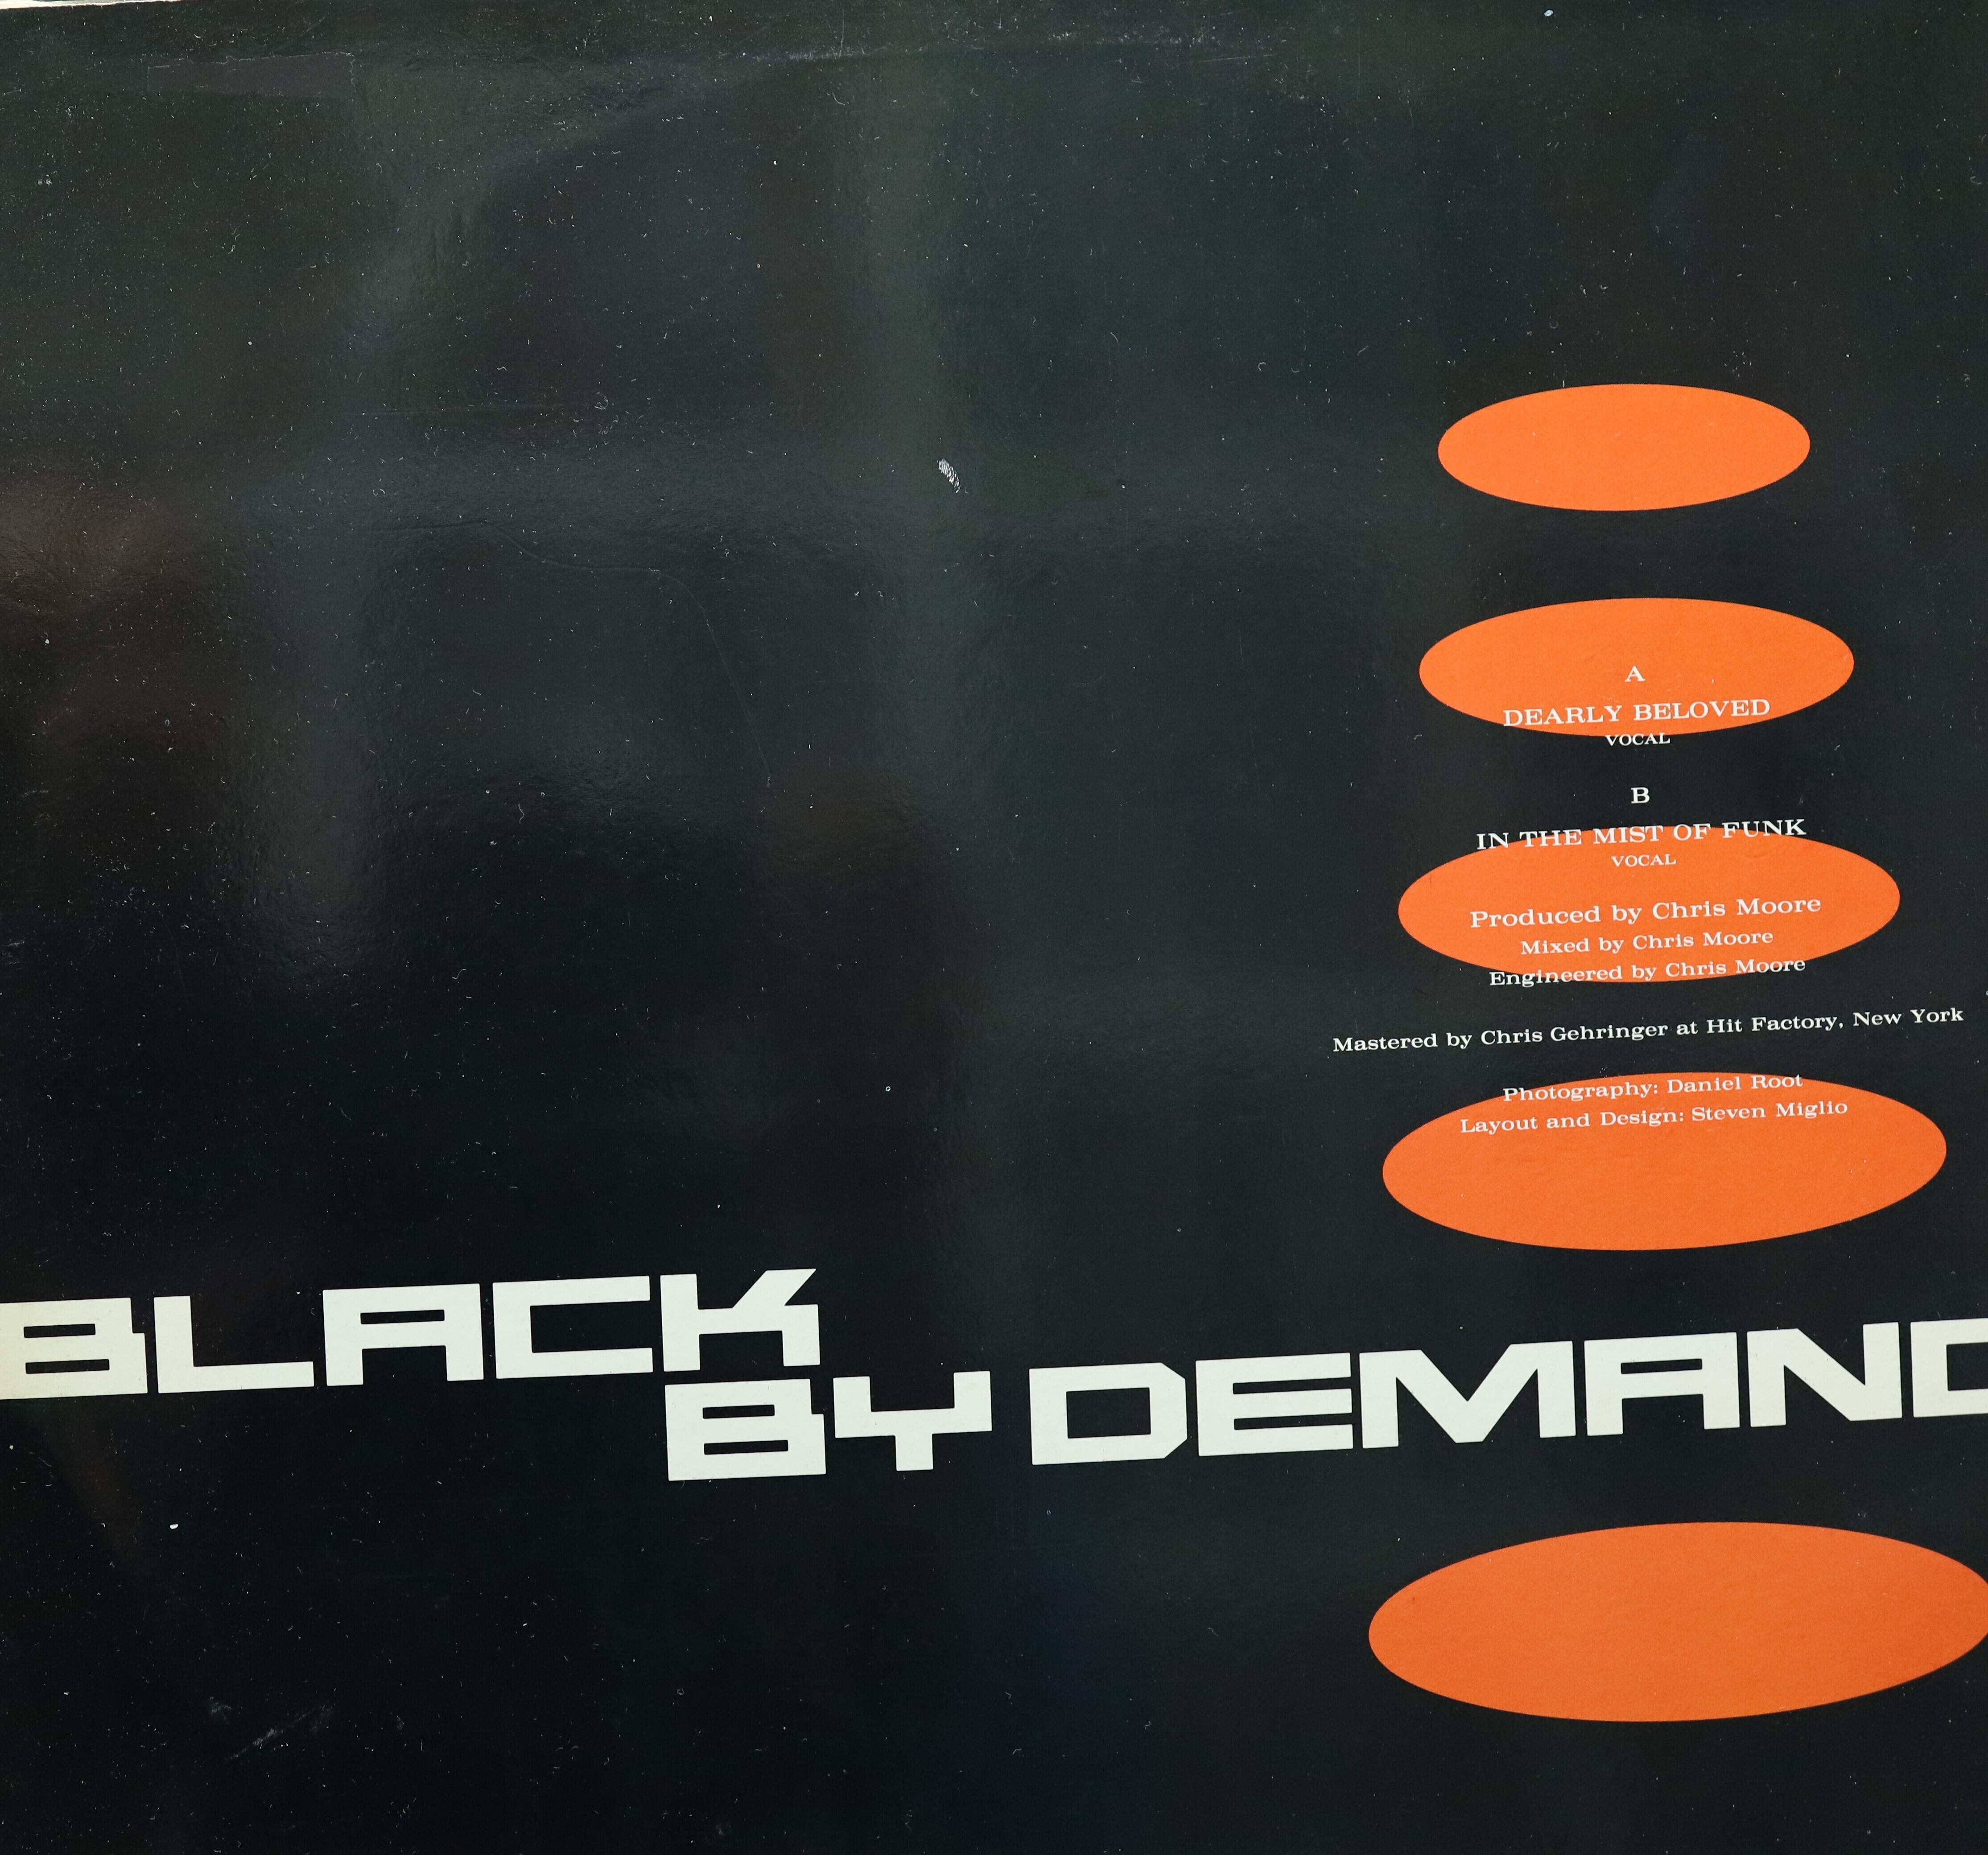 A
DEARLY BELOVED
VOCAL
B
IN THE MIST OF FUNK
VOCAL
Produced by Chris Moore
Mixed by Chris Moore
Engineered by Chris Moore
Mastered by Chris Gehringer at Hit Factory, New York
Photography: Daniel Root
Layout and Design: Steven Miglio
BLACK
BY DEMAND